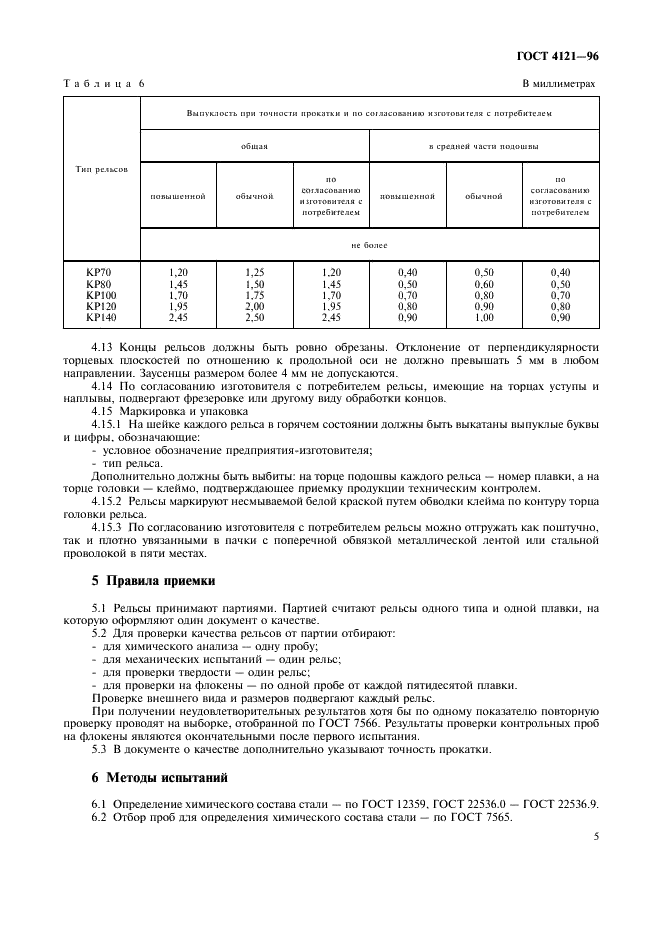 ГОСТ 4121—96
Таблица 6
В миллиметрах
Тип рельсов
Выпуклость при точности прокатки и по согласованию изготовителя с потребителем
общая
в средней части подошвы
повышенной
обычной
по
согласованию
изготовителя с
потребителем
повышенной
обычной
по
согласованию
изготовителя с
потребителем
не более
КР70 1,20 1,25 1,20 0,40 0,50 0,40
КР80 1,45 1,50 1,45 0,50 0,60 0,50
КР100 1,70 1,75 1,70 0,70 0,80 0,70
КР120 1,95 2,00 1,95 0,80 0,90 0,80
КР140 2,45 2,50 2,45 0,90 1,00 0,90
4.13 Концы рельсов должны быть ровно обрезаны. Отклонение от перпендикулярности
торцевых плоскостей по отношению к продольной оси не должно превышать 5 мм в любом
направлении. Заусенцы размером более 4 мм не допускаются.
4.14 По согласованию изготовителя с потребителем рельсы, имеющие на торцах уступы и
наплывы, подвергают фрезеровке или другому виду обработки концов.
4.15 Маркировка и упаковка
4.15.1 На шейке каждого рельса в горячем состоянии должны быть выкатаны выпуклые буквы
и цифры, обозначающие:
- условное обозначение предприятия-изготовителя;
- тип рельса.
Дополнительно должны быть выбиты: на торце подошвы каждого рельса — номер плавки, а на
торце головки — клеймо, подтверждающее приемку продукции техническим контролем.
4.15.2 Рельсы маркируют несмываемой белой краской путем обводки клейма по контуру торца
головки рельса.
4.15.3 По согласованию изготовителя с потребителем рельсы можно отгружать как поштучно,
так и плотно увязанными в пачки с поперечной обвязкой металлической лентой или стальной
проволокой в пяти местах.
5 Правила приемки
5.1 Рельсы принимают партиями. Партией считают рельсы одного типа и одной плавки, на
которую оформляют один документ о качестве.
5.2 Для проверки качества рельсов от партии отбирают:
- для химического анализа — одну пробу;
- для механических испытаний — один рельс;
- для проверки твердости — один рельс;
- для проверки на флокены — по одной пробе от каждой пятидесятой плавки.
Проверке внешнего вида и размеров подвергают каждый рельс.
При получении неудовлетворительных результатов хотя бы по одному показателю повторную
проверку проводят на выборке, отобранной по ГОСТ 7566. Результаты проверки контрольных проб
на флокены являются окончательными после первого испытания.
5.3 В документе о качестве дополнительно указывают точность прокатки.
6 Методы испытаний
6.1 Определение химического состава стали — по ГОСТ 12359, ГОСТ 22536.0 — ГОСТ 22536.9.
6.2 Отбор проб для определения химического состава стали — по ГОСТ 7565.
5